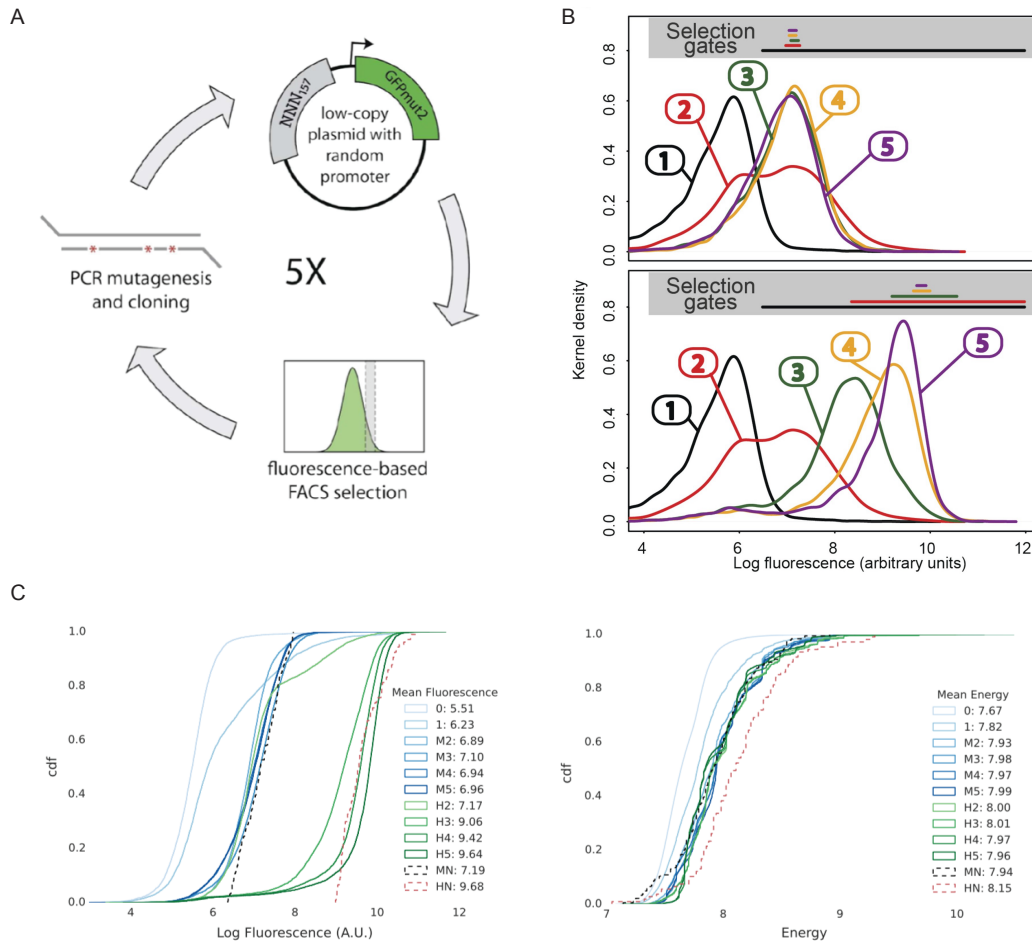 A
NNN157
GFPmut2
low-copy
plasmid with
random
promoter
PCR mutagenesis
and cloning
5X
fluorescence-based
FACS selection
B
Selection
gates
1
2
3
4
5
0.0
0.2
0.4
0.6
0.8
Selection
gates
1
2
3
4
5
0.0
0.2
0.4
0.6
0.8
Kernel density
4
6
8
10
12
Log fluorescence (arbitrary units)
C
1.0
0.8
0.6
0.4
0.2
0.0
cdf
4
6
8
10
12
Log Fluorescence (A.U.)
Mean Fluorescence
0: 5.51
1: 6.23
M2: 6.89
M3: 7.10
M4: 6.94
M5: 6.96
H2: 7.17
H3: 9.06
H4: 9.42
H5: 9.64
MN: 7.19
HN: 9.68
1.0
0.8
0.6
0.4
0.2
0.0
cdf
7
8
9
10
Energy
Mean Energy
0: 7.67
1: 7.82
M2: 7.93
M3: 7.98
M4: 7.97
M5: 7.99
H2: 8.00
H3: 8.01
H4: 7.97
H5: 7.96
MN: 7.94
HN: 8.15